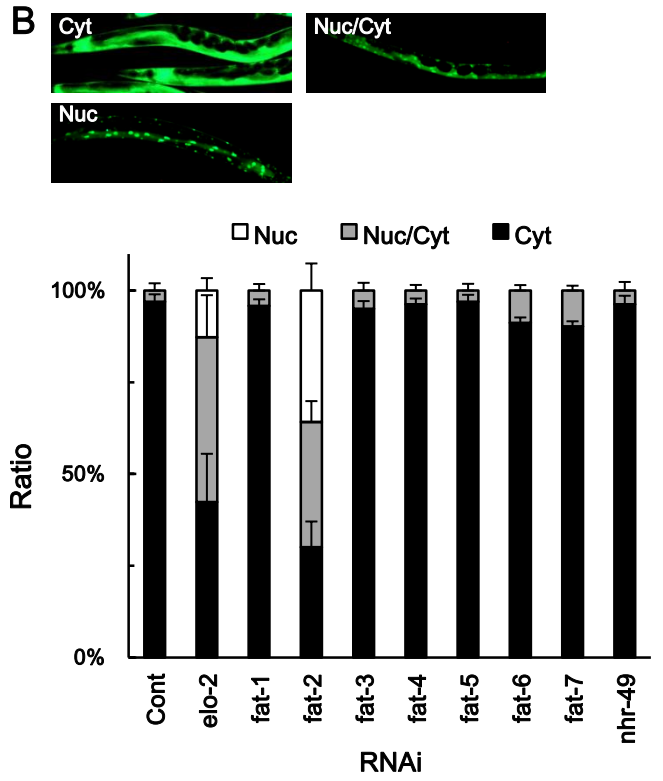 B
Cyt
Nuc/Cyt
Nuc
Nuc Nuc/Cyt Cyt
100%
50%
0%
Ratio
Cont
elo-2
fat-1
fat-2
fat-3
fat-4
fat-5
fat-6
fat-7
nhr-49
RNAi